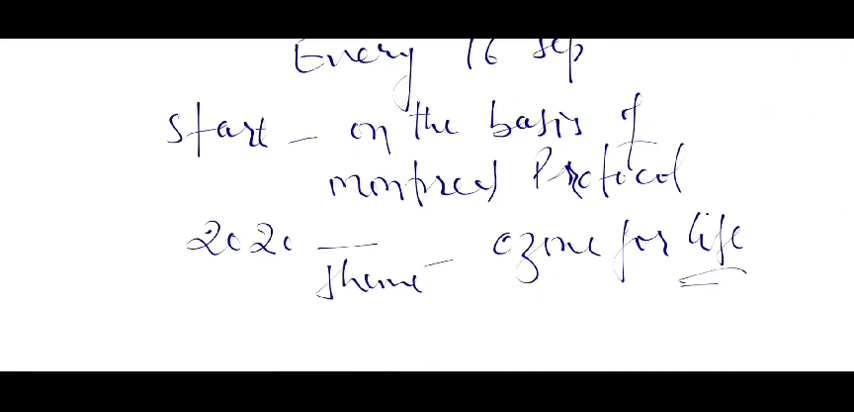 Every 16 sep
start - on the basis of
montreal Protocol
2020 — ozone for life
theme -